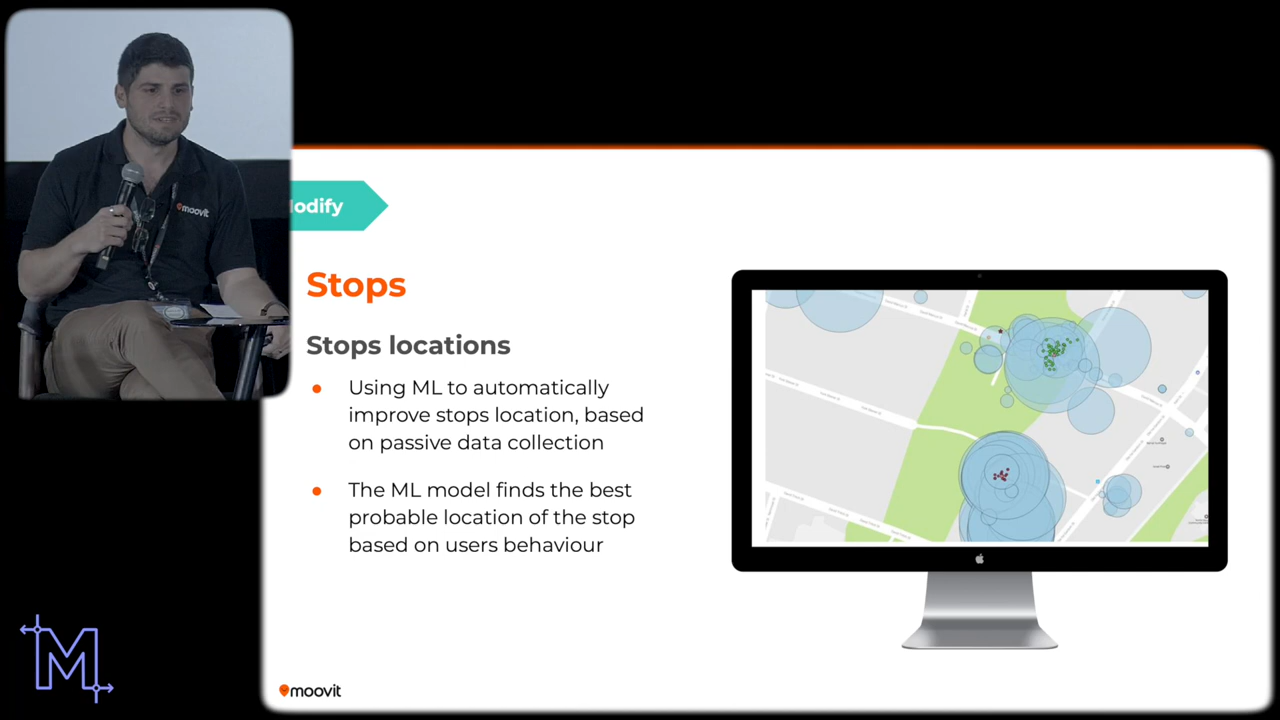 moovit
odify
Stops
Stops locations
Using ML to automatically
improve stops location, based
on passive data collection
The ML model finds the best
probable location of the stop
based on users behaviour
M
moovit